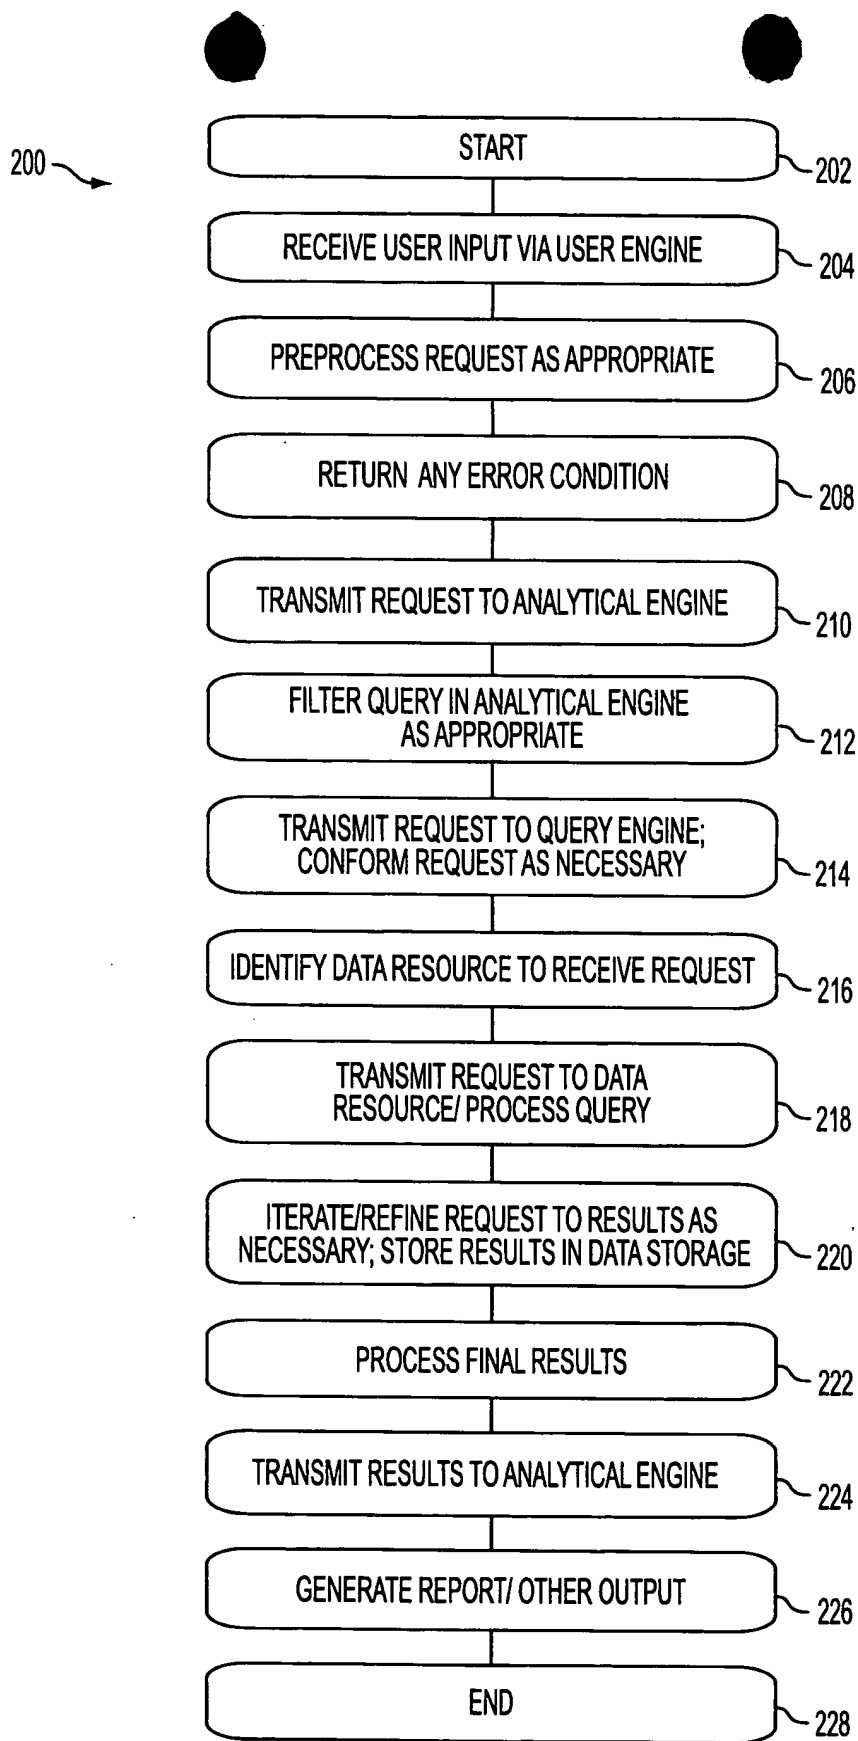 200
START
202
RECEIVE USER INPUT VIA USER ENGINE
204
PREPROCESS REQUEST AS APPROPRIATE
206
RETURN ANY ERROR CONDITION
208
TRANSMIT REQUEST TO ANALYTICAL ENGINE
210
FILTER QUERY IN ANALYTICAL ENGINE
AS APPROPRIATE
212
TRANSMIT REQUEST TO QUERY ENGINE;
CONFORM REQUEST AS NECESSARY
214
IDENTIFY DATA RESOURCE TO RECEIVE REQUEST
216
TRANSMIT REQUEST TO DATA
RESOURCE/ PROCESS QUERY
218
ITERATE/REFINE REQUEST TO RESULTS AS
NECESSARY; STORE RESULTS IN DATA STORAGE
220
PROCESS FINAL RESULTS
222
TRANSMIT RESULTS TO ANALYTICAL ENGINE
224
GENERATE REPORT/ OTHER OUTPUT
226
END
228